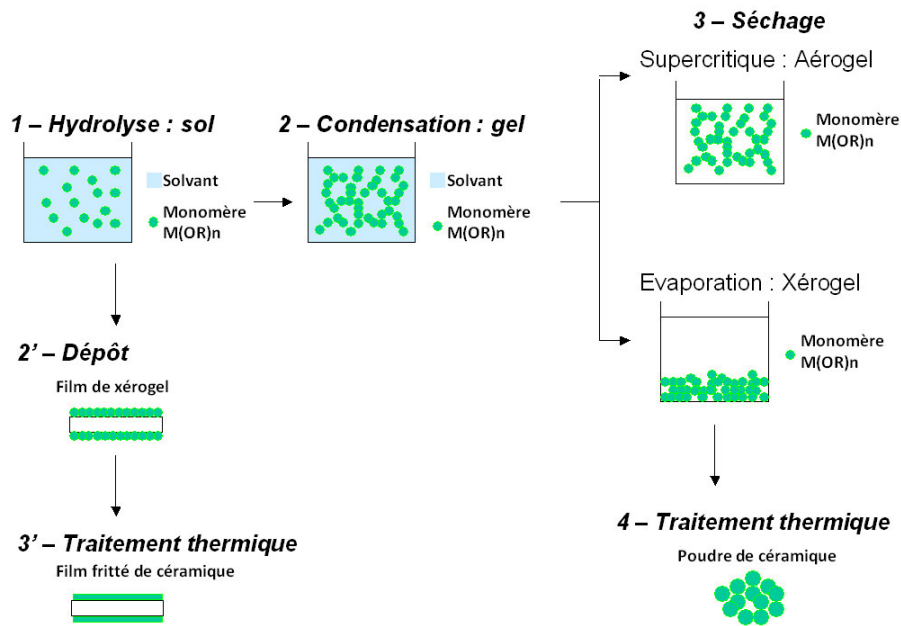 1 – Hydrolyse : sol
Solvant
Monomère
M(OR)n
2 – Condensation : gel
Solvant
Monomère
M(OR)n
3 – Séchage
Supercritique : Aérogel
Monomère
M(OR)n
Evaporation : Xérogel
Monomère
M(OR)n
2’ – Dépôt
Film de xérogel
3’ – Traitement thermique
Film fritté de céramique
4 – Traitement thermique
Poudre de céramique